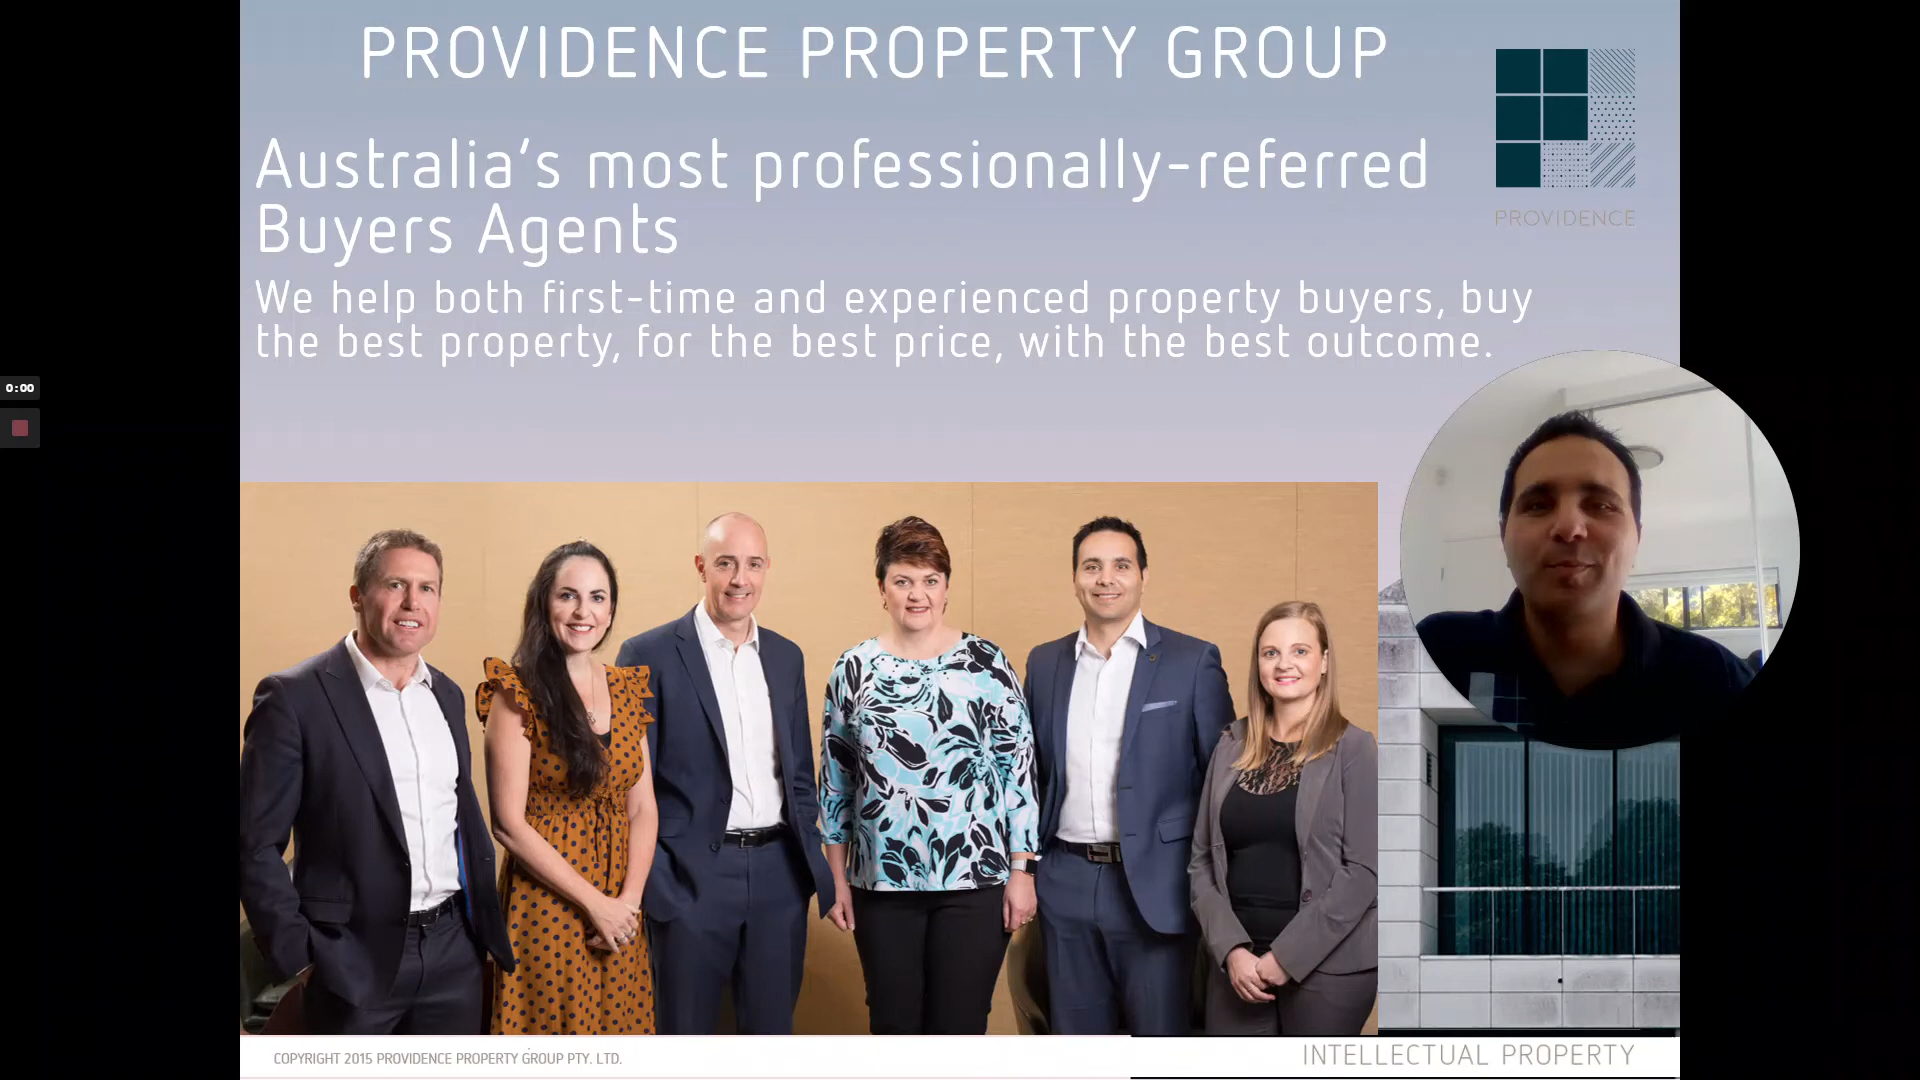 PROVIDENCE PROPERTY GROUP
Australia's most professionally-referred
Buyers Agents
We help both first-time and experienced property buyers, buy
the best property, for the best price, with the best outcome.
PROVIDENCE
0:00
COPYRIGHT 2015 PROVIDENCE PROPERTY GROUP PTY. LTD.
INTELLECTUAL PROPERTY